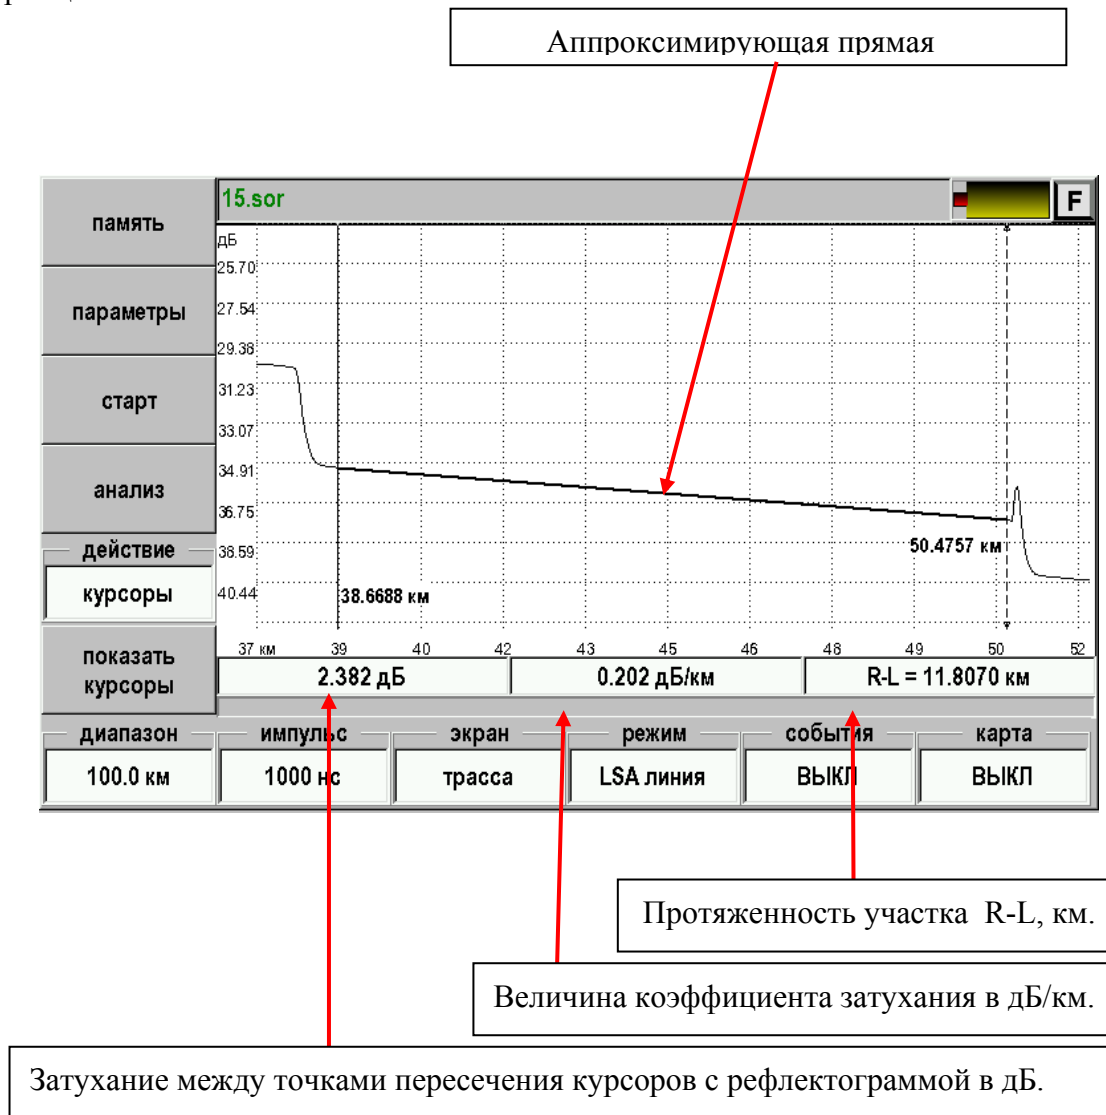 Аппроксимирующая прямая
память
15.sor
F
дБ
25.70
параметры
27.54
29.36
старт
31.23
33.07
34.91
анализ
36.75
действие
38.59
50.4757 км
курсоры
40.44
38.6688 км
показать
курсоры
37 км 39 40 42 43 45 46 48 49 50 52
2.382 дБ 0.202 дБ/км R-L = 11.8070 км
диапазон импульс экран режим события карта
100.0 км 1000 нс трасса LSA линия ВЫКЛ ВЫКЛ
Протяженность участка R-L, км.
Величина коэффициента затухания в дБ/км.
Затухание между точками пересечения курсоров с рефлектограммой в дБ.